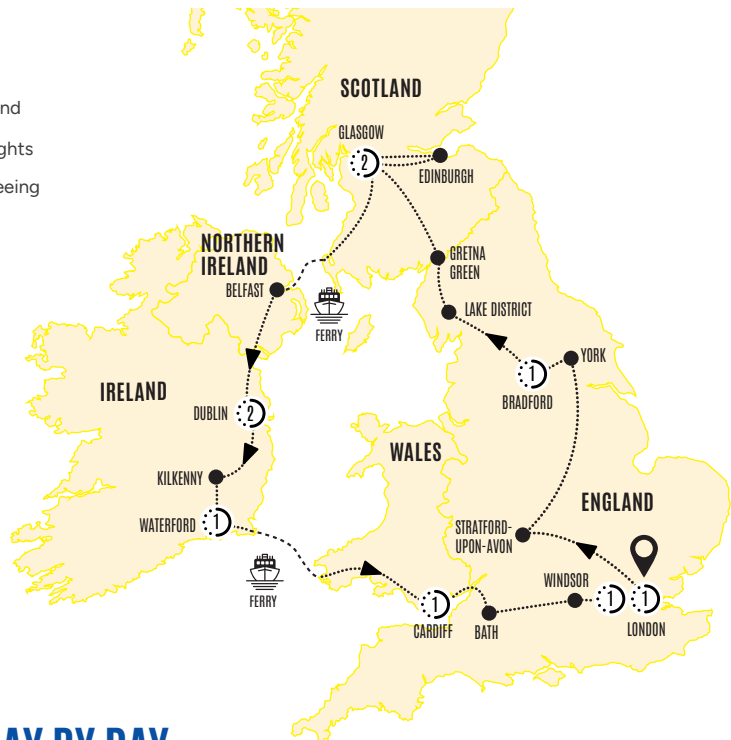 nd
ghts
eeing
SCOTLAND
GLASGOW
2
EDINBURGH
NORTHERN
IRELAND
GRETNA
GREEN
BELFAST
LAKE DISTRICT
FERRY
YORK
1
BRADFORD
IRELAND
DUBLIN
2
WALES
KILKENNY
ENGLAND
WATERFORD
1
STRATFORD-
UPON-AVON
FERRY
WINDSOR
1
1
1
CARDIFF
BATH
LONDON
AY BY DAY